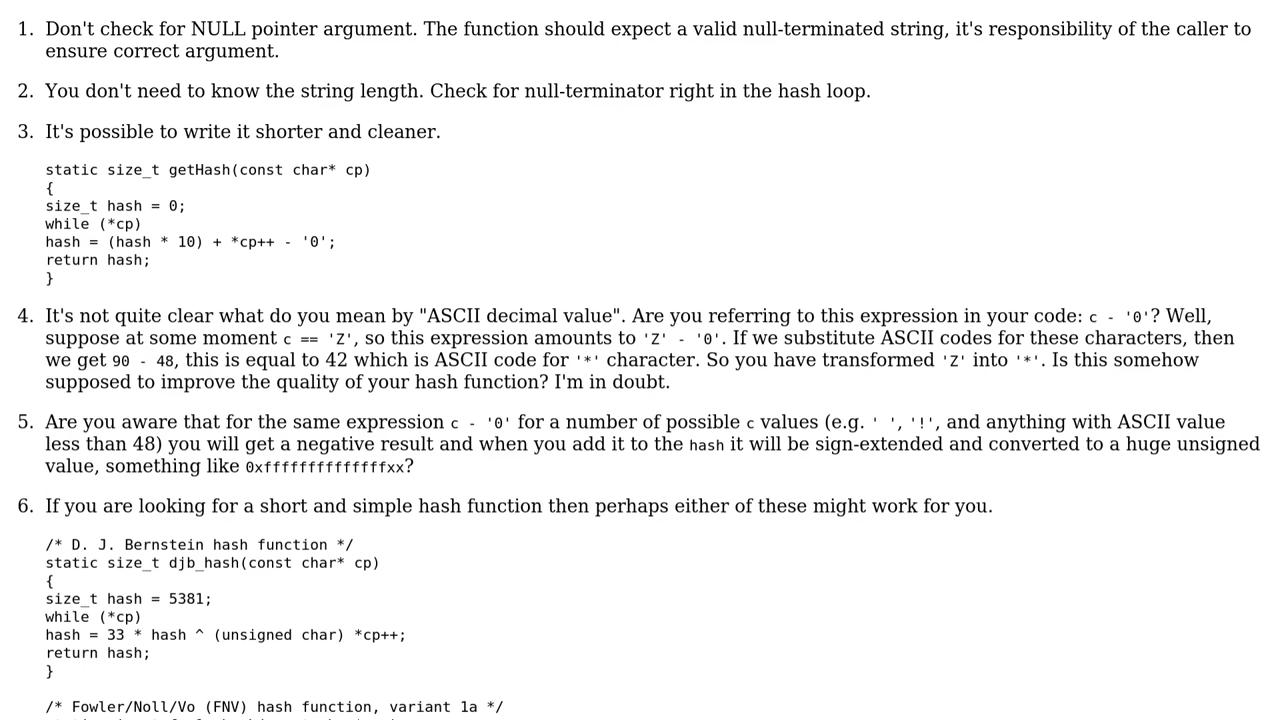 1. Don't check for NULL pointer argument. The function should expect a valid null-terminated string, it's responsibility of the caller to
ensure correct argument.
2. You don't need to know the string length. Check for null-terminator right in the hash loop.
3. It's possible to write it shorter and cleaner.
static size_t getHash(const char* cp)
{
size_t hash = 0;
while (*cp)
hash = (hash * 10) + *cp++ - '0';
return hash;
}
4. It's not quite clear what do you mean by "ASCII decimal value". Are you referring to this expression in your code: c - '0'? Well,
suppose at some moment c == 'Z', so this expression amounts to 'Z' - '0'. If we substitute ASCII codes for these characters, then
we get 90 - 48, this is equal to 42 which is ASCII code for '*' character. So you have transformed 'Z' into '*'. Is this somehow
supposed to improve the quality of your hash function? I'm in doubt.
5. Are you aware that for the same expression c - '0' for a number of possible c values (e.g. ' ', '!', and anything with ASCII value
less than 48) you will get a negative result and when you add it to the hash it will be sign-extended and converted to a huge unsigned
value, something like 0xffffffffffffffxx?
6. If you are looking for a short and simple hash function then perhaps either of these might work for you.
/* D. J. Bernstein hash function */
static size_t djb_hash(const char* cp)
{
size_t hash = 5381;
while (*cp)
hash = 33 * hash ^ (unsigned char) *cp++;
return hash;
}
/* Fowler/Noll/Vo (FNV) hash function, variant 1a */